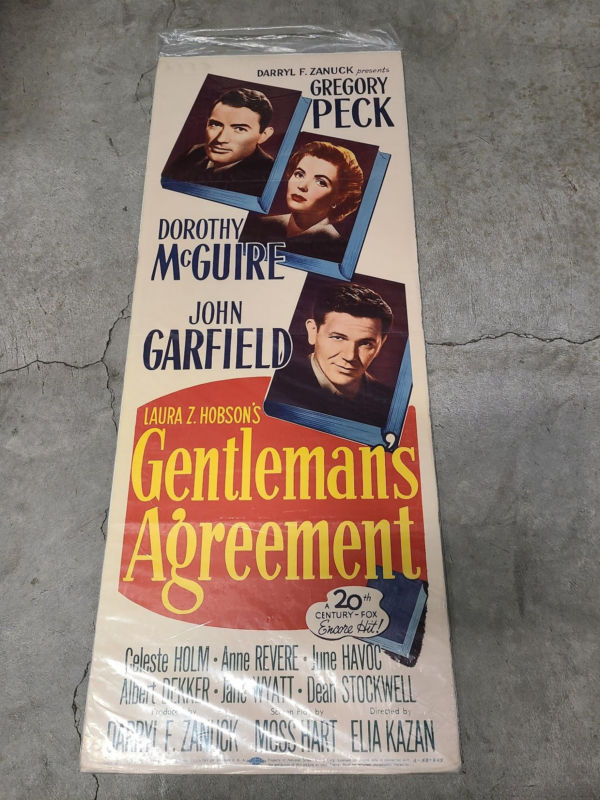 DARRYL F. ZANUCK presents
GREGORY
PECK
DOROTHY
McGUIRE
JOHN
GARFIELD
LAURA Z. HOBSON'S
Gentleman's
Agreement
A 20th
CENTURY-FOX
Encore Hit!
Celeste HOLM · Anne REVERE · June HAVOC
Albert DEKKER · Jane WYATT · Dean STOCKWELL
Produced by Screen Play by Directed by
DARRYL F. ZANUCK MOSS HART ELIA KAZAN